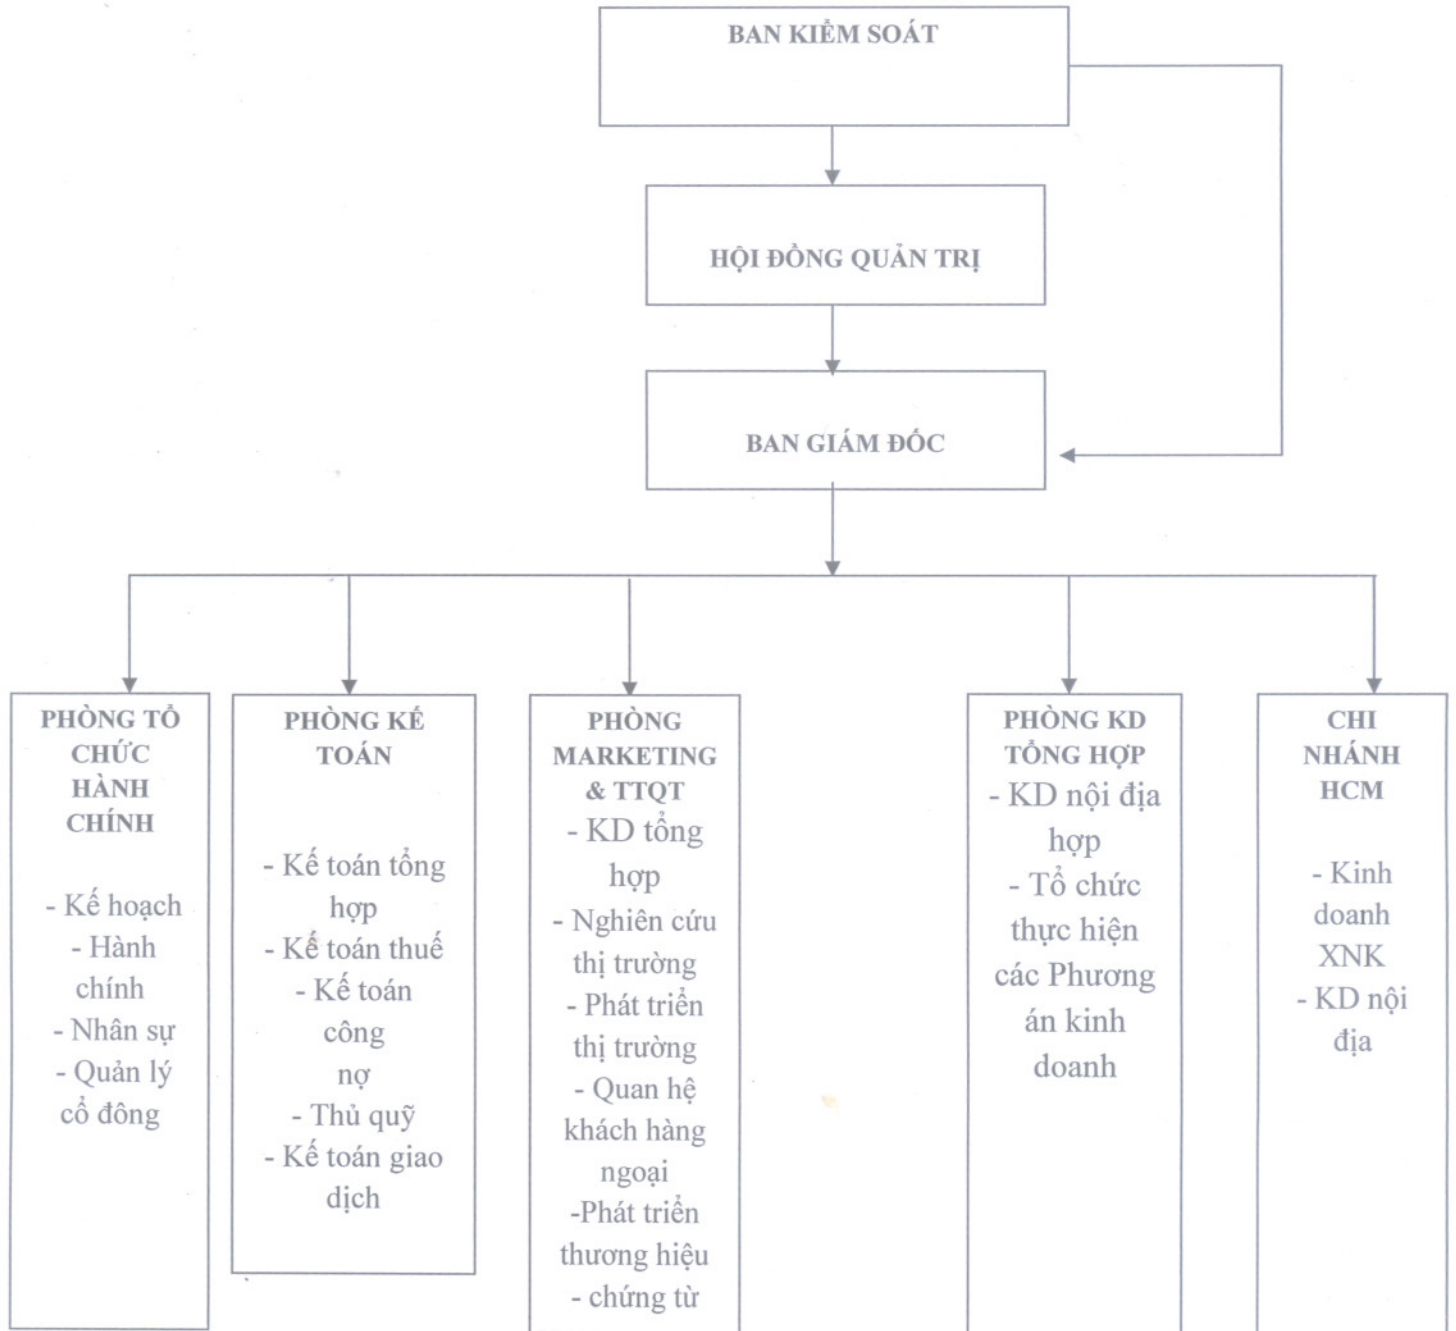 BAN KIỂM SOÁT
HỘI ĐỒNG QUẢN TRỊ
BAN GIÁM ĐỐC
PHÒNG TỔ
CHỨC
HÀNH
CHÍNH
- Kế hoạch
- Hành
chính
- Nhân sự
- Quản lý
cổ đông
PHÒNG KẾ
TOÁN
- Kế toán tổng
hợp
- Kế toán thuế
- Kế toán
công
nợ
- Thủ quỹ
- Kế toán giao
dịch
PHÒNG
MARKETING
& TTQT
- KD tổng
hợp
- Nghiên cứu
thị trường
- Phát triển
thị trường
- Quan hệ
khách hàng
ngoại
-Phát triển
thương hiệu
- chứng từ
PHÒNG KD
TỔNG HỢP
- KD nội địa
hợp
- Tổ chức
thực hiện
các Phương
án kinh
doanh
CHI
NHÁNH
HCM
- Kinh
doanh
XNK
- KD nội
địa